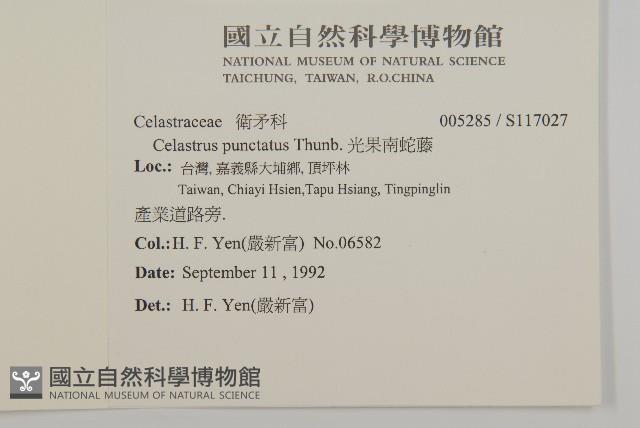 國立自然科學博物館
NATIONAL MUSEUM OF NATURAL SCIENCE
TAICHUNG, TAIWAN, R.O.CHINA
Celastraceae 衛矛科 005285 / S117027
Celastrus punctatus Thunb. 光果南蛇藤
Loc.: 台灣, 嘉義縣大埔鄉, 頂坪林
Taiwan, Chiayi Hsien,Tapu Hsiang, Tingpinglin
產業道路旁.
Col.: H. F. Yen(嚴新富) No.06582
Date: September 11 , 1992
Det.: H. F. Yen(嚴新富)
國立自然科學博物館
NATIONAL MUSEUM OF NATURAL SCIENCE